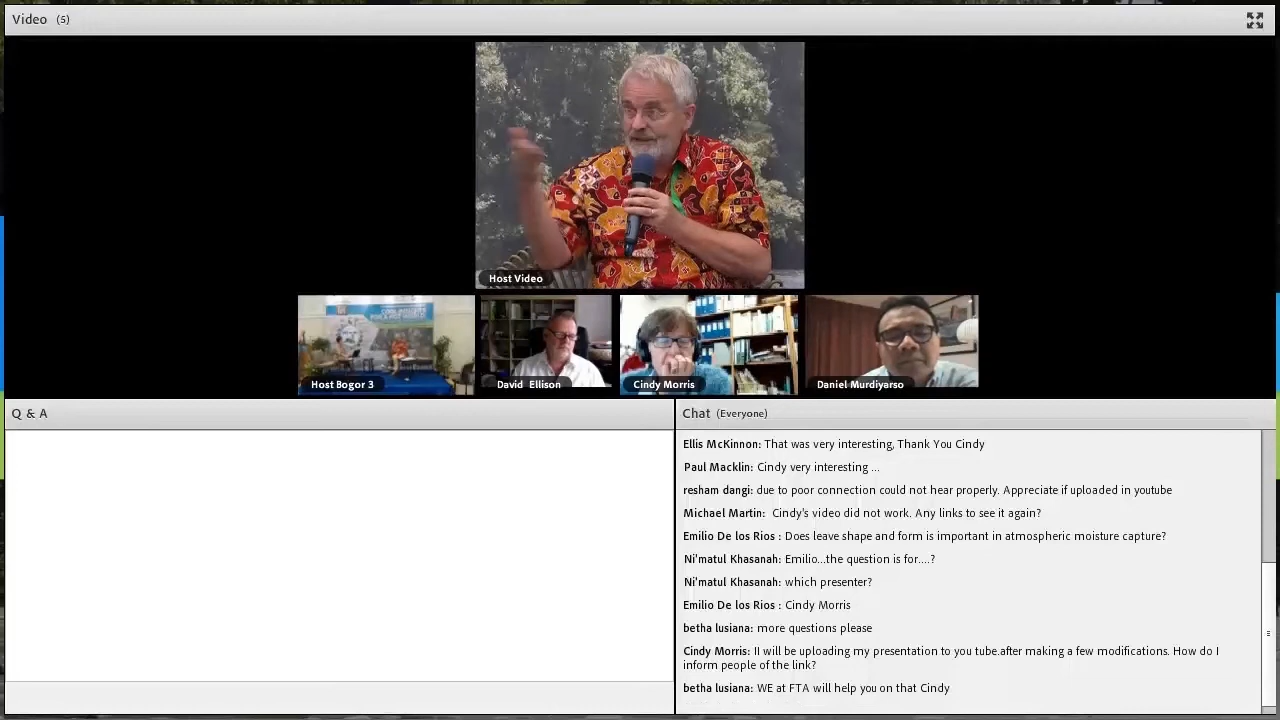 Video (5)
Host Video
Host Bogor 3
David Ellison
Cindy Morris
Daniel Murdiyarso
Q & A
Chat (Everyone)
Ellis McKinnon: That was very interesting, Thank You Cindy
Paul Macklin: Cindy very interesting ...
resham dangi: due to poor connection could not hear properly. Appreciate if uploaded in youtube
Michael Martin: Cindy's video did not work. Any links to see it again?
Emilio De los Rios : Does leave shape and form is important in atmospheric moisture capture?
Ni'matul Khasanah: Emilio...the question is for....?
Ni'matul Khasanah: which presenter?
Emilio De los Rios : Cindy Morris
betha lusiana: more questions please
Cindy Morris: II will be uploading my presentation to you tube.after making a few modifications. How do I
inform people of the link?
betha lusiana: WE at FTA will help you on that Cindy